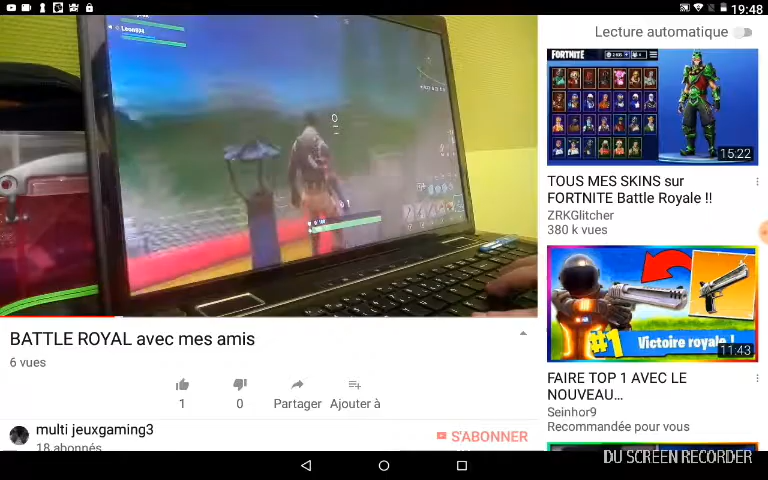 19:48
Lecture automatique
FORTNITE
15:22
TOUS MES SKINS sur
FORTNITE Battle Royale !!
ZRKGlitcher
380 k vues
#1 Victoire royale !
11:43
FAIRE TOP 1 AVEC LE
NOUVEAU...
Seinhor9
Recommandée pour vous
BATTLE ROYAL avec mes amis
6 vues
1
0
Partager
Ajouter à
multi jeuxgaming3
18 abonnés
S'ABONNER
DU SCREEN RECORDER